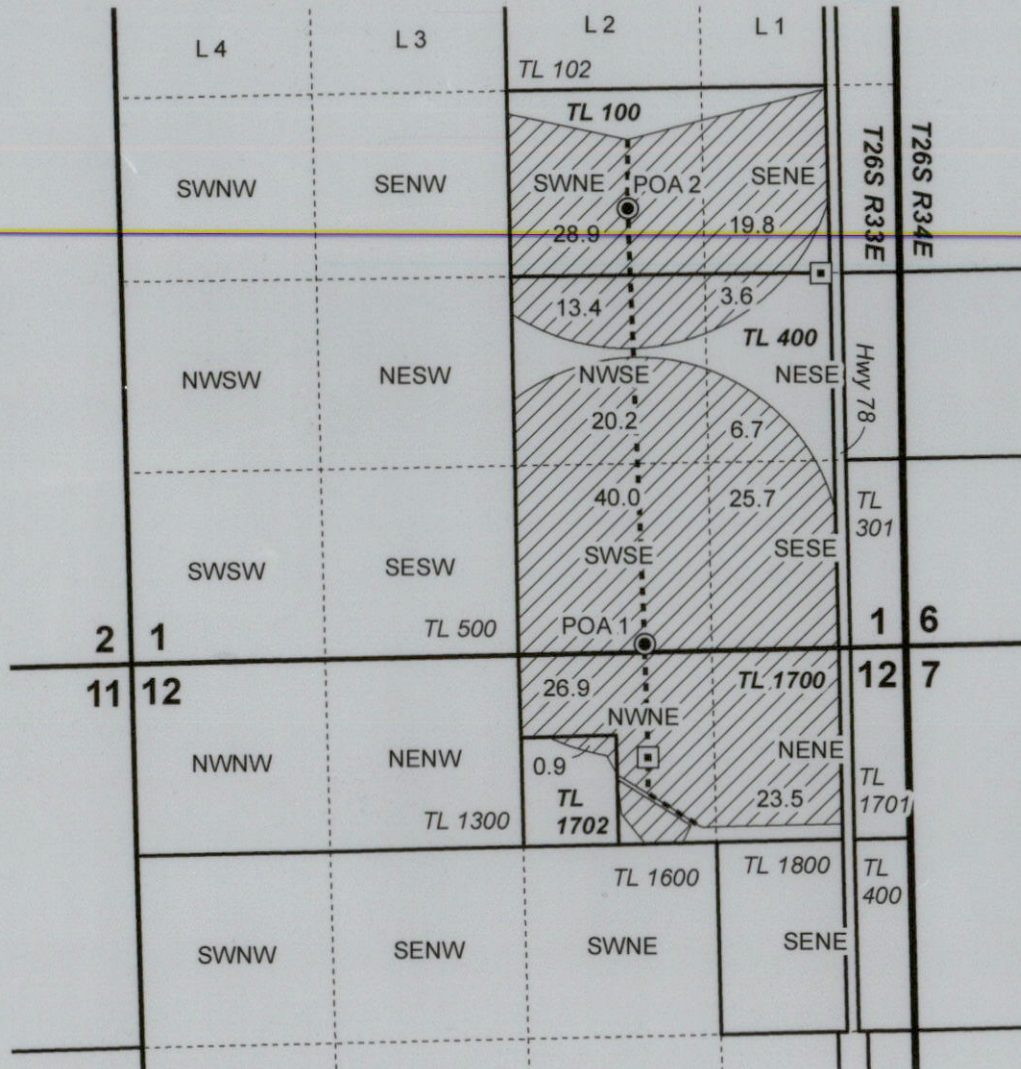 L 4
L 3
L 2
L 1
TL 102
TL 100
SWNW
SENW
SWNE
POA 2
SENE
28.9
19.8
T26S R33E
T26S R34E
13.4
3.6
TL 400
NWSW
NESW
NWSE
NESE
Hwy 78
20.2
6.7
40.0
25.7
TL
301
SWSW
SESW
SWSE
SESE
TL 500
POA 1
2
1
1
6
11
12
12
7
26.9
TL 1700
NWNE
NWNW
NENW
NENE
0.9
TL
1702
23.5
TL
1701
TL 1300
TL 1600
TL 1800
TL
400
SWNW
SENW
SWNE
SENE